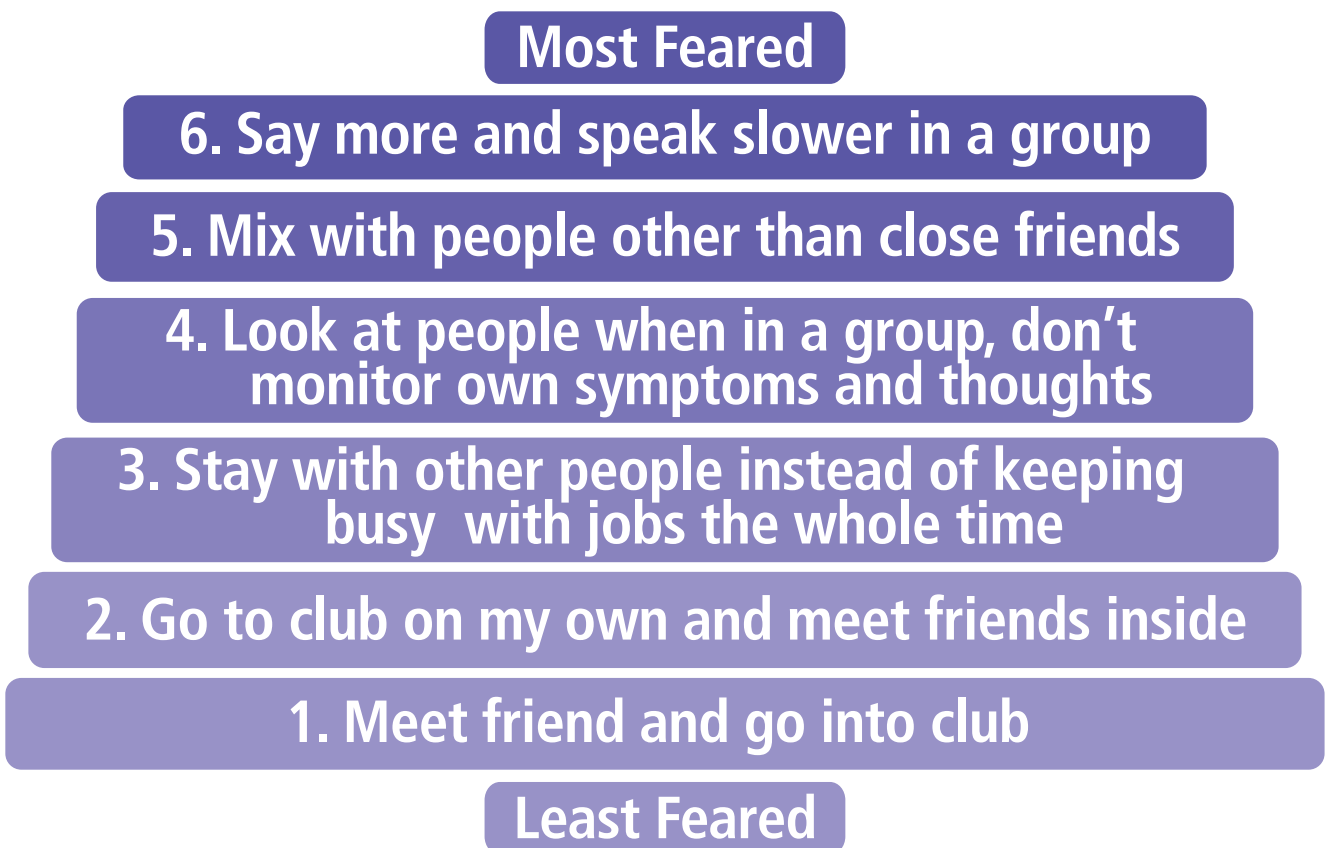 Most Feared
6. Say more and speak slower in a group
5. Mix with people other than close friends
4. Look at people when in a group, don’t
monitor own symptoms and thoughts
3. Stay with other people instead of keeping
busy  with jobs the whole time
2. Go to club on my own and meet friends inside
1. Meet friend and go into club
Least Feared